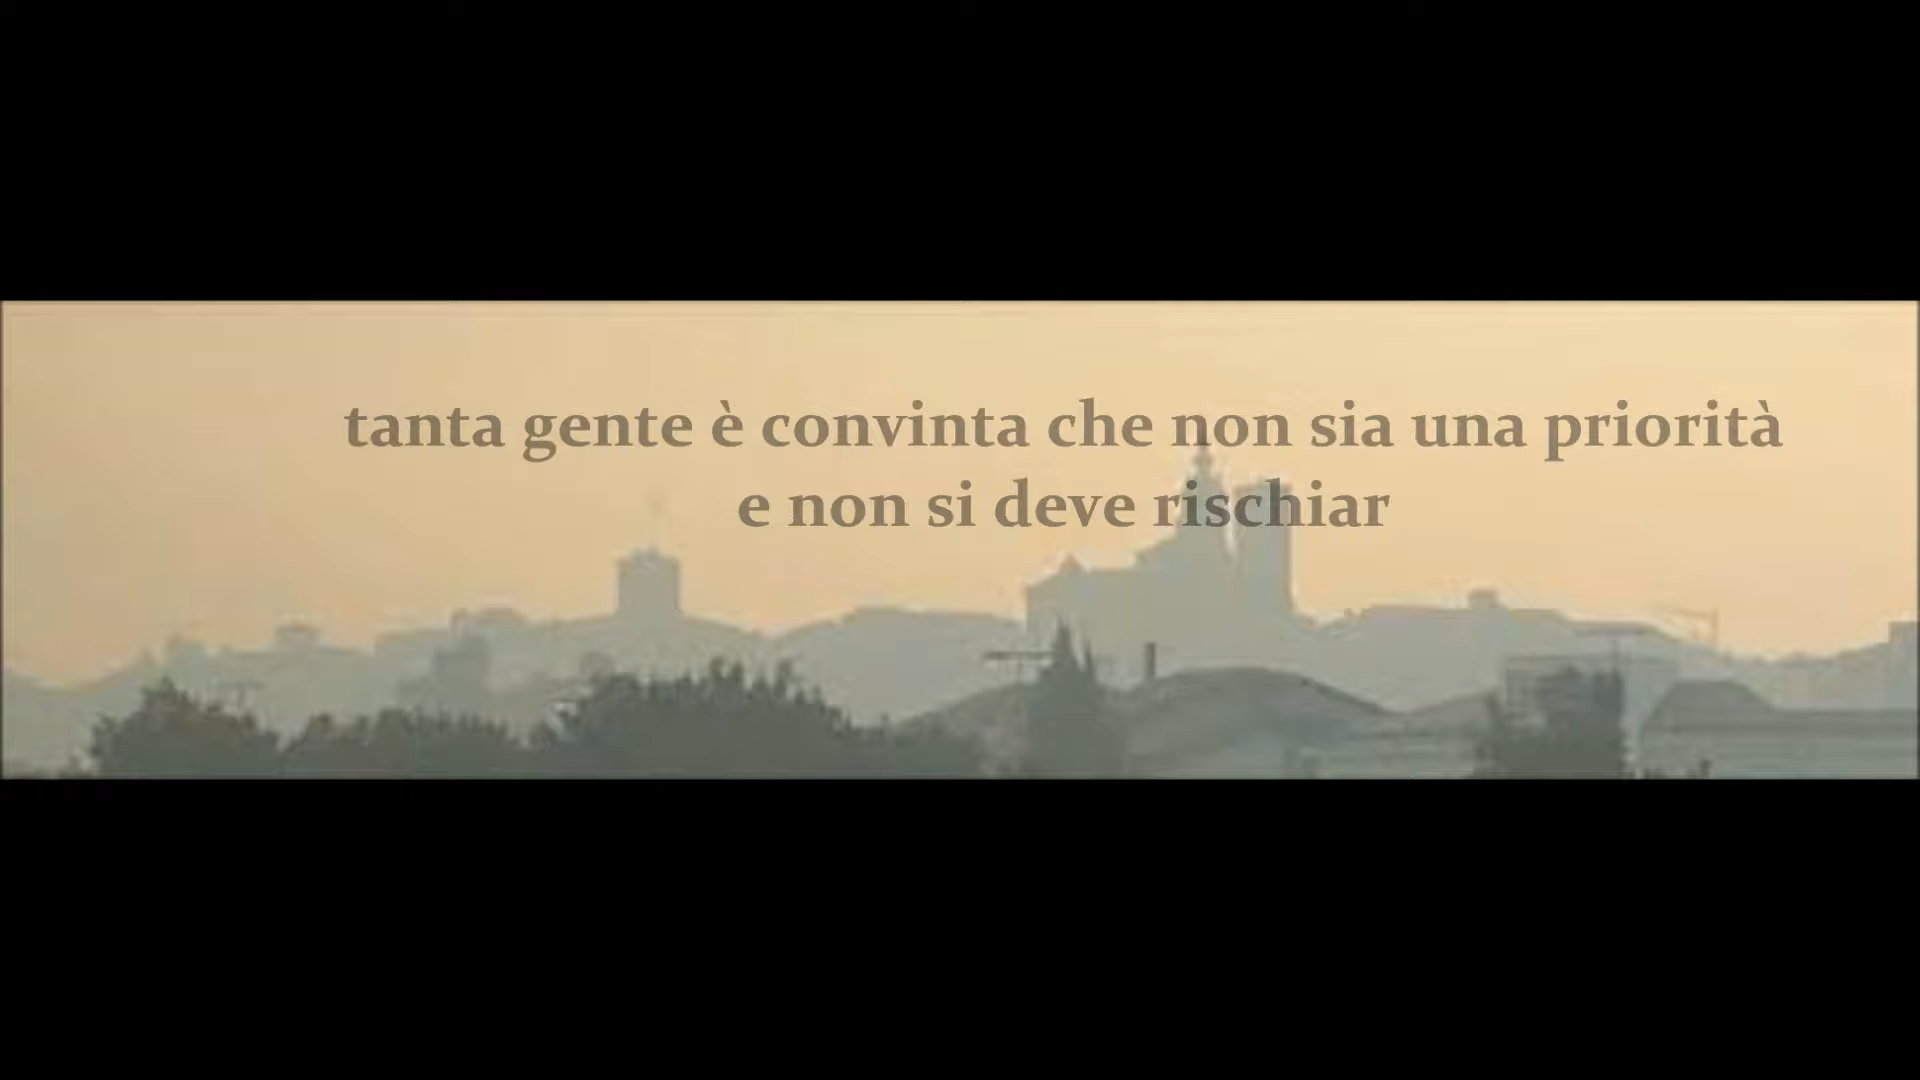 tanta gente è convinta che non sia una priorità
e non si deve rischiar